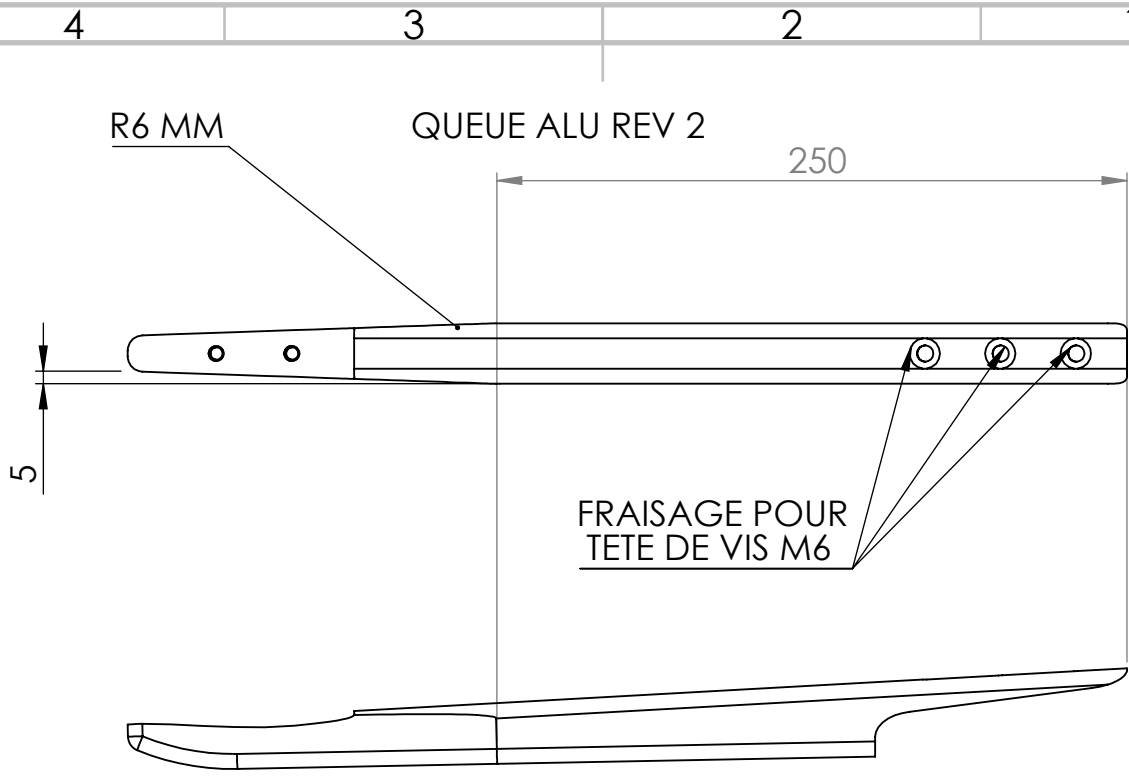 4 3 2
R6 MM QUEUE ALU REV 2
250
5
FRAISAGE POUR
TETE DE VIS M6